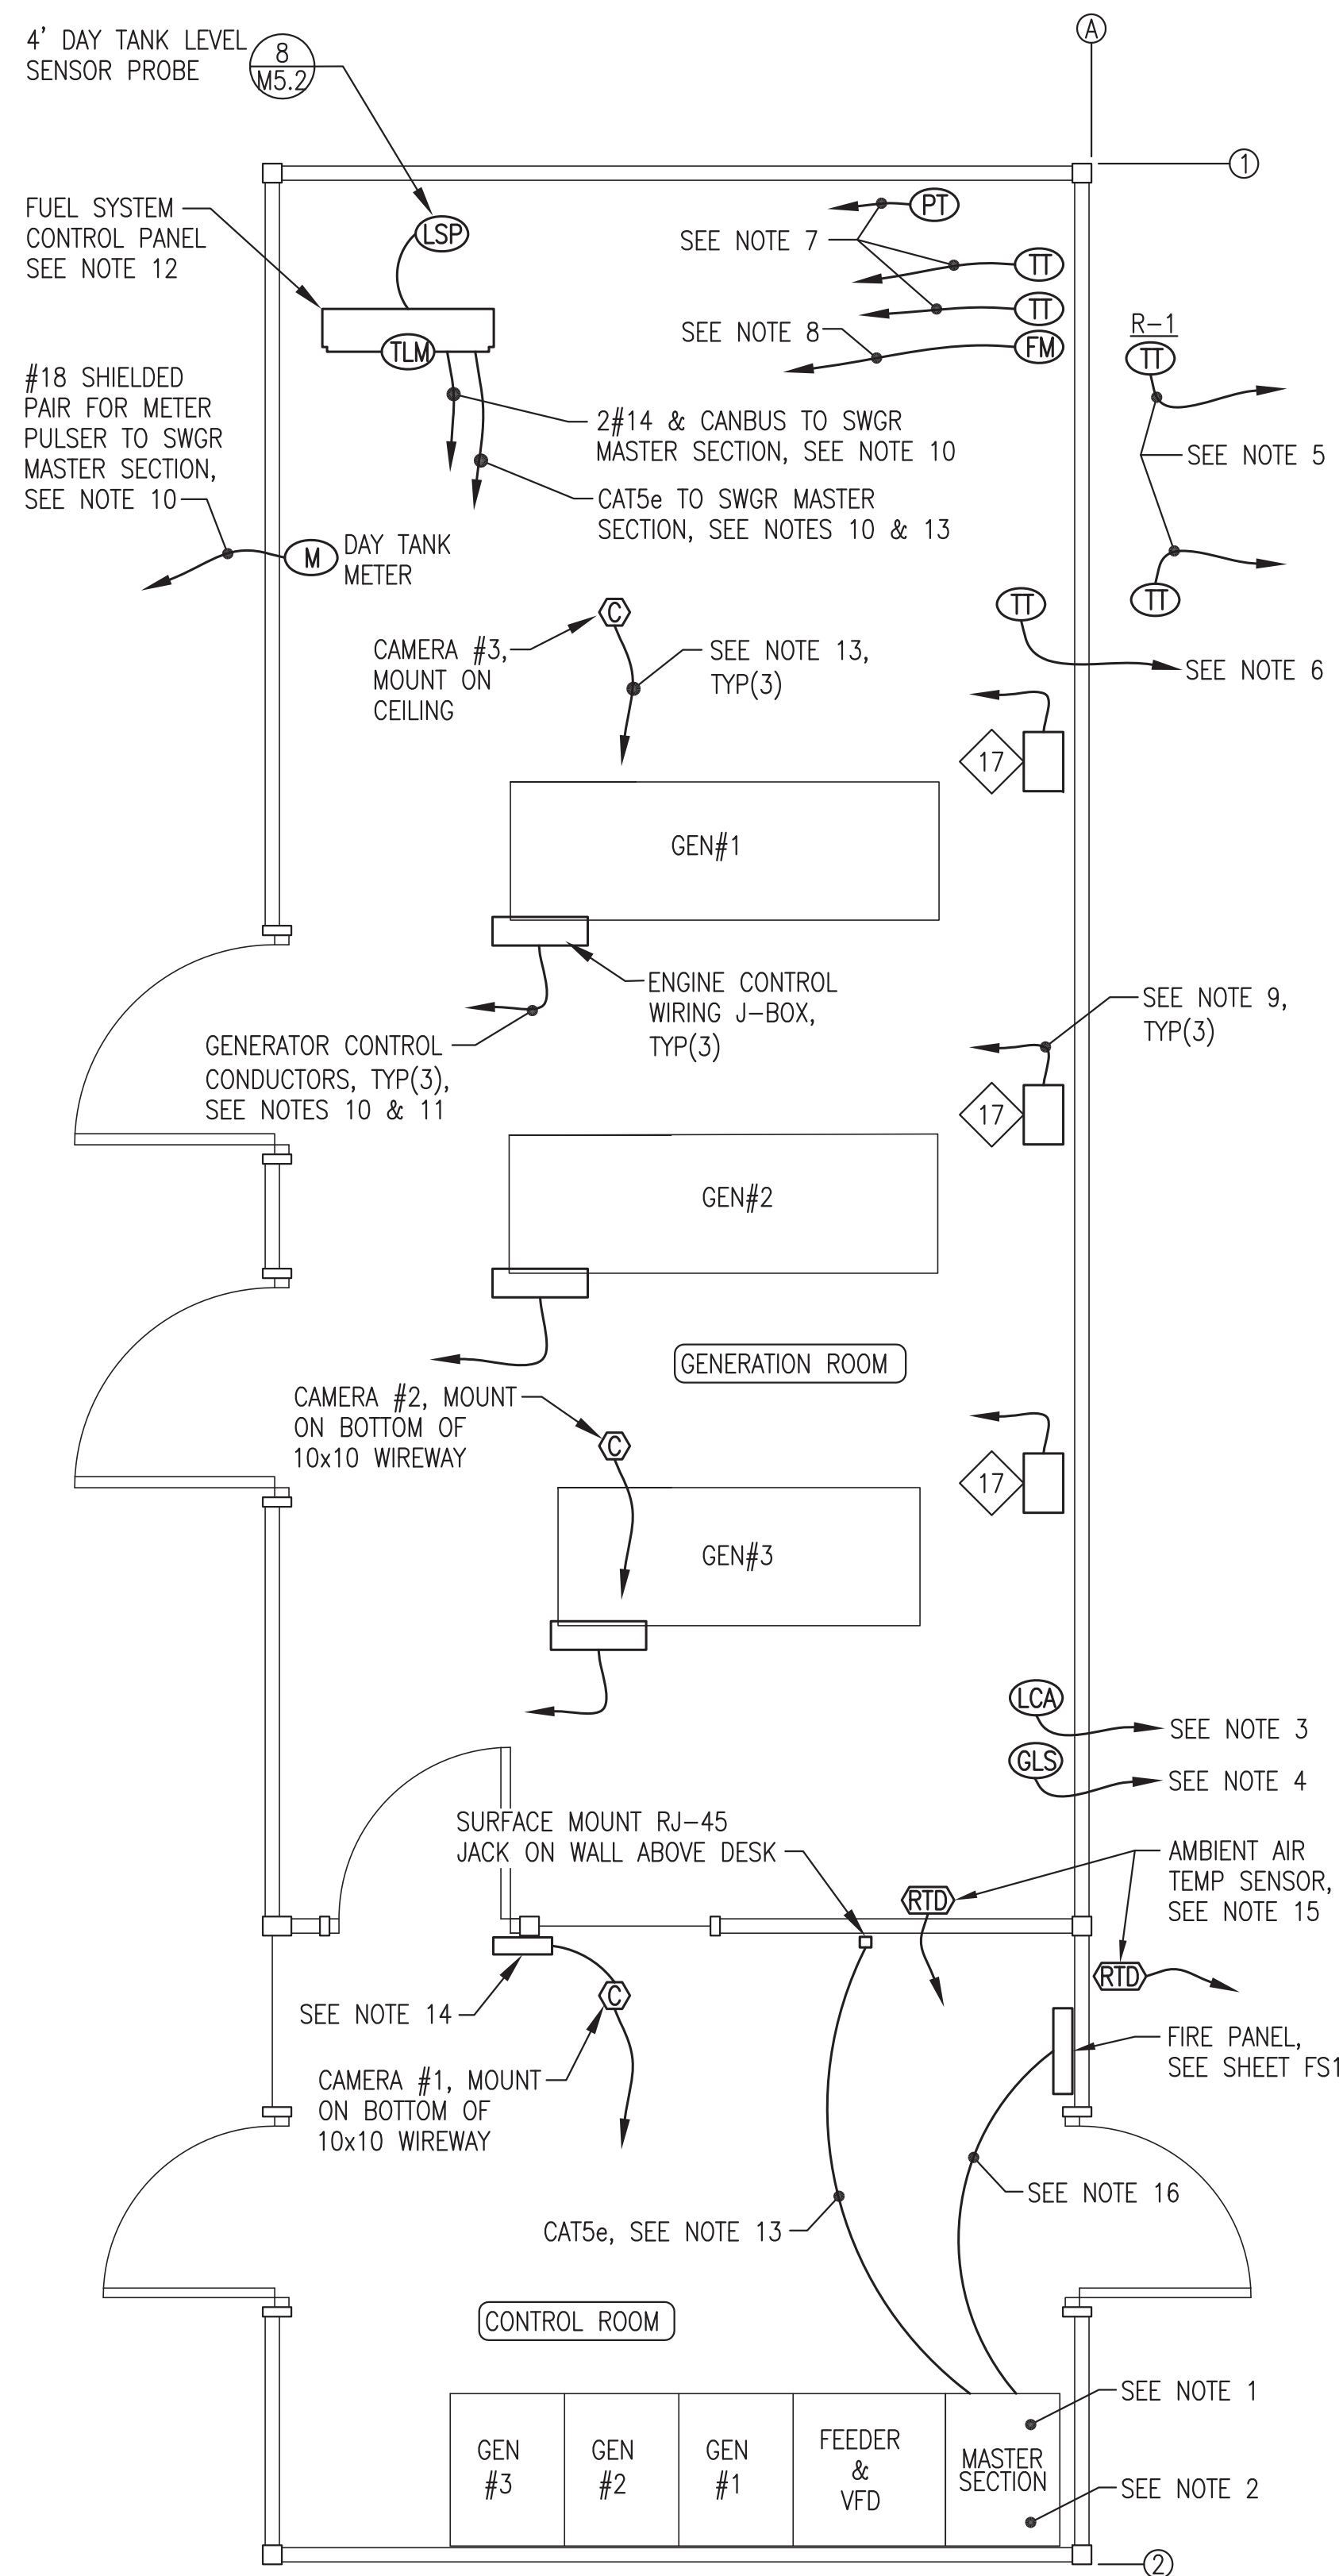 4' DAY TANK LEVEL
SENSOR PROBE
8
M5.2
A
1
FUEL SYSTEM
CONTROL PANEL
SEE NOTE 12
LSP
TLM
PT
SEE NOTE 7
TT
TT
SEE NOTE 8
FM
R-1
TT
SEE NOTE 5
TT
#18 SHIELDED
PAIR FOR METER
PULSER TO SWGR
MASTER SECTION,
SEE NOTE 10
2#14 & CANBUS TO SWGR
MASTER SECTION, SEE NOTE 10
CAT5e TO SWGR MASTER
SECTION, SEE NOTES 10 & 13
M
DAY TANK
METER
C
CAMERA #3,
MOUNT ON
CEILING
SEE NOTE 13,
TYP(3)
TT
SEE NOTE 6
17
GEN#1
ENGINE CONTROL
WIRING J-BOX,
TYP(3)
GENERATOR CONTROL
CONDUCTORS, TYP(3),
SEE NOTES 10 & 11
SEE NOTE 9,
TYP(3)
17
GEN#2
GENERATION ROOM
CAMERA #2, MOUNT
ON BOTTOM OF
10x10 WIREWAY
C
17
GEN#3
LCA
SEE NOTE 3
GLS
SEE NOTE 4
SURFACE MOUNT RJ-45
JACK ON WALL ABOVE DESK
RTD
AMBIENT AIR
TEMP SENSOR,
SEE NOTE 15
RTD
SEE NOTE 14
C
CAMERA #1, MOUNT
ON BOTTOM OF
10x10 WIREWAY
FIRE PANEL,
SEE SHEET FS1
SEE NOTE 16
CAT5e, SEE NOTE 13
CONTROL ROOM
GEN
#3
GEN
#2
GEN
#1
FEEDER
&
VFD
MASTER
SECTION
SEE NOTE 1
SEE NOTE 2
2